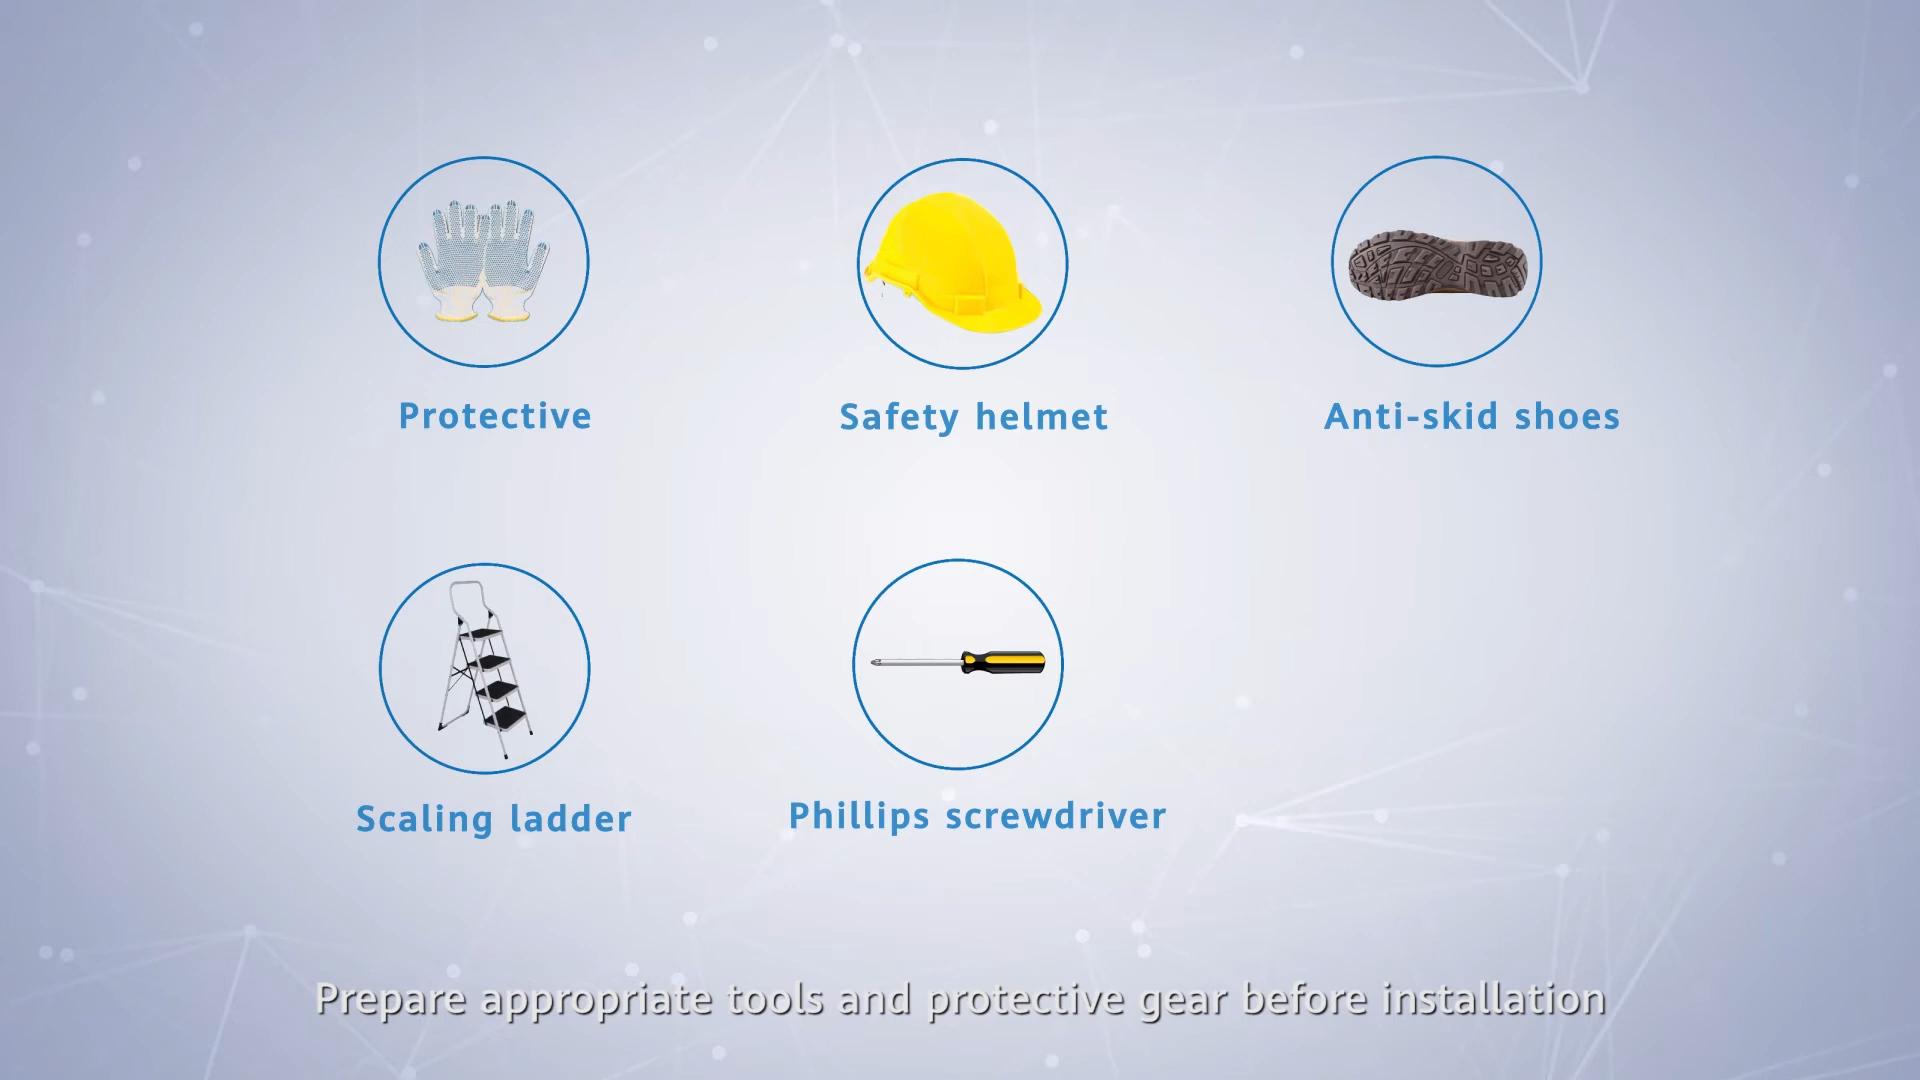 Protective
Safety helmet
Anti-skid shoes
Scaling ladder
Phillips screwdriver
Prepare appropriate tools and protective gear before installation